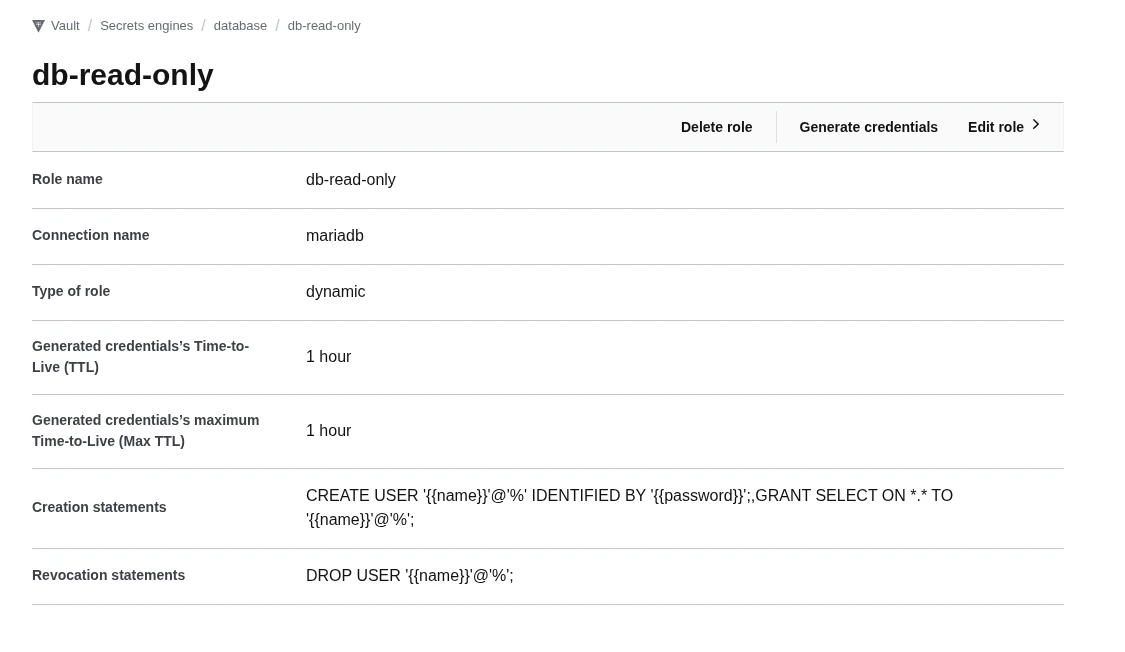 Vault / Secrets engines / database / db-read-only
db-read-only
Delete role Generate credentials Edit role
Role name db-read-only
Connection name mariadb
Type of role dynamic
Generated credentials’s Time-to-
Live (TTL)
1 hour
Generated credentials’s maximum
Time-to-Live (Max TTL)
1 hour
Creation statements
CREATE USER '{{name}}'@'%' IDENTIFIED BY '{{password}}';,GRANT SELECT ON *.* TO
'{{name}}'@'%';
Revocation statements DROP USER '{{name}}'@'%';